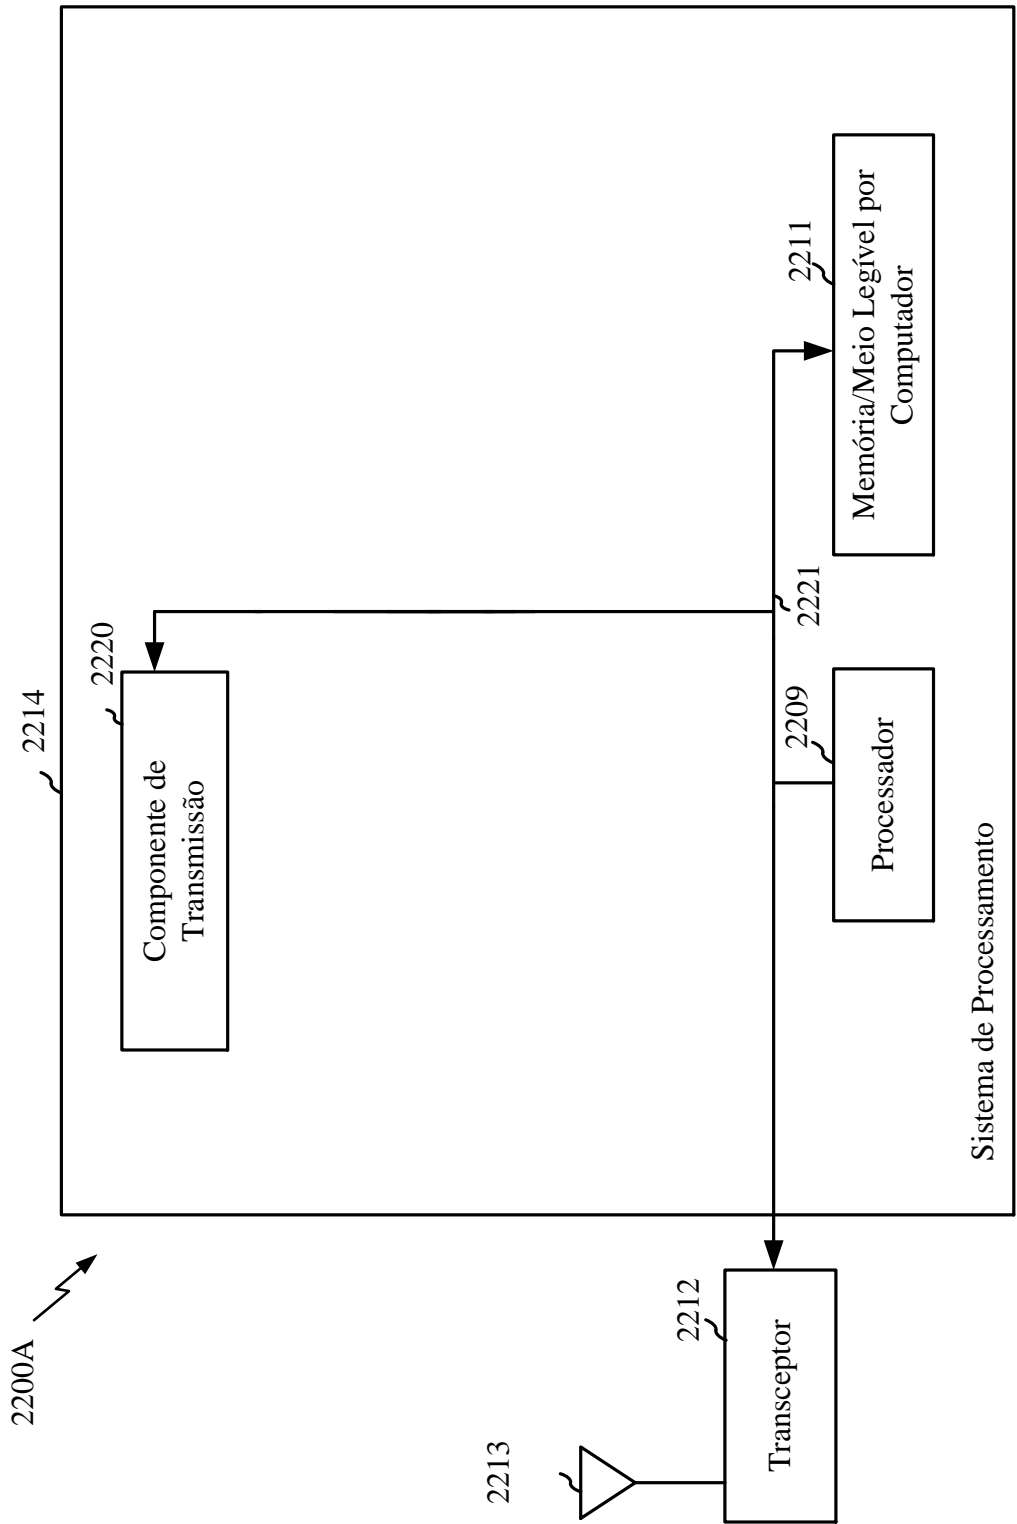 2200A
2214
2220
Componente de
Transmissão
2213
2212
Transceptor
2221
2209
Processador
2211
Memória/Meio Legível por
Computador
Sistema de Processamento